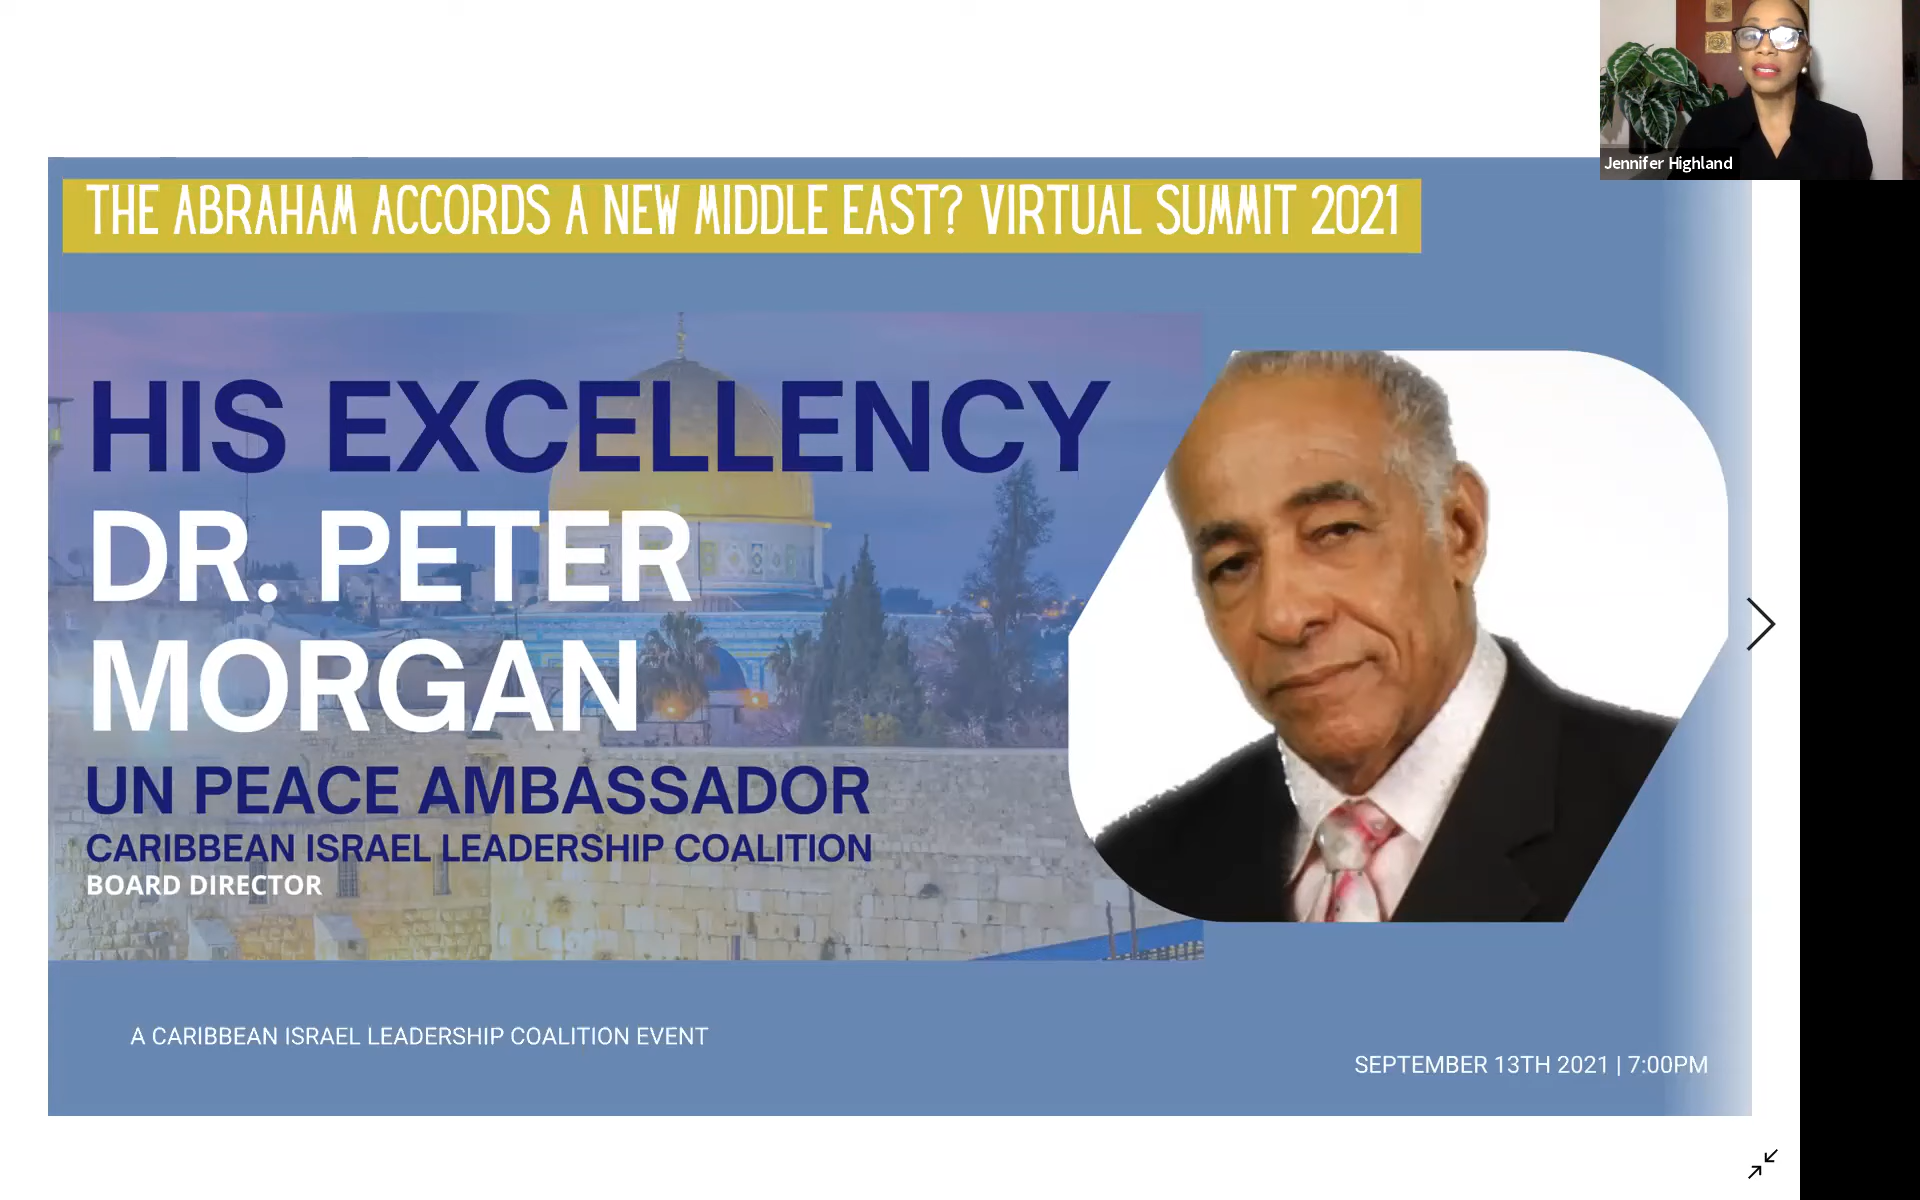 Jennifer Highland
THE ABRAHAM ACCORDS A NEW MIDDLE EAST? VIRTUAL SUMMIT 2021
HIS EXCELLENCY
DR. PETER
MORGAN
UN PEACE AMBASSADOR
CARIBBEAN ISRAEL LEADERSHIP COALITION
BOARD DIRECTOR
A CARIBBEAN ISRAEL LEADERSHIP COALITION EVENT
SEPTEMBER 13TH 2021 | 7:00PM